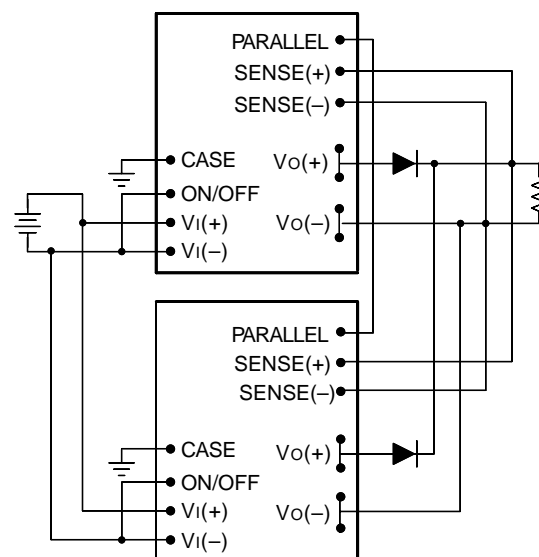 PARALLEL
SENSE(+)
SENSE(–)
CASE
VO(+)
ON/OFF
VI(+)
VO(–)
VI(–)
PARALLEL
SENSE(+)
SENSE(–)
CASE
VO(+)
ON/OFF
VI(+)
VO(–)
VI(–)